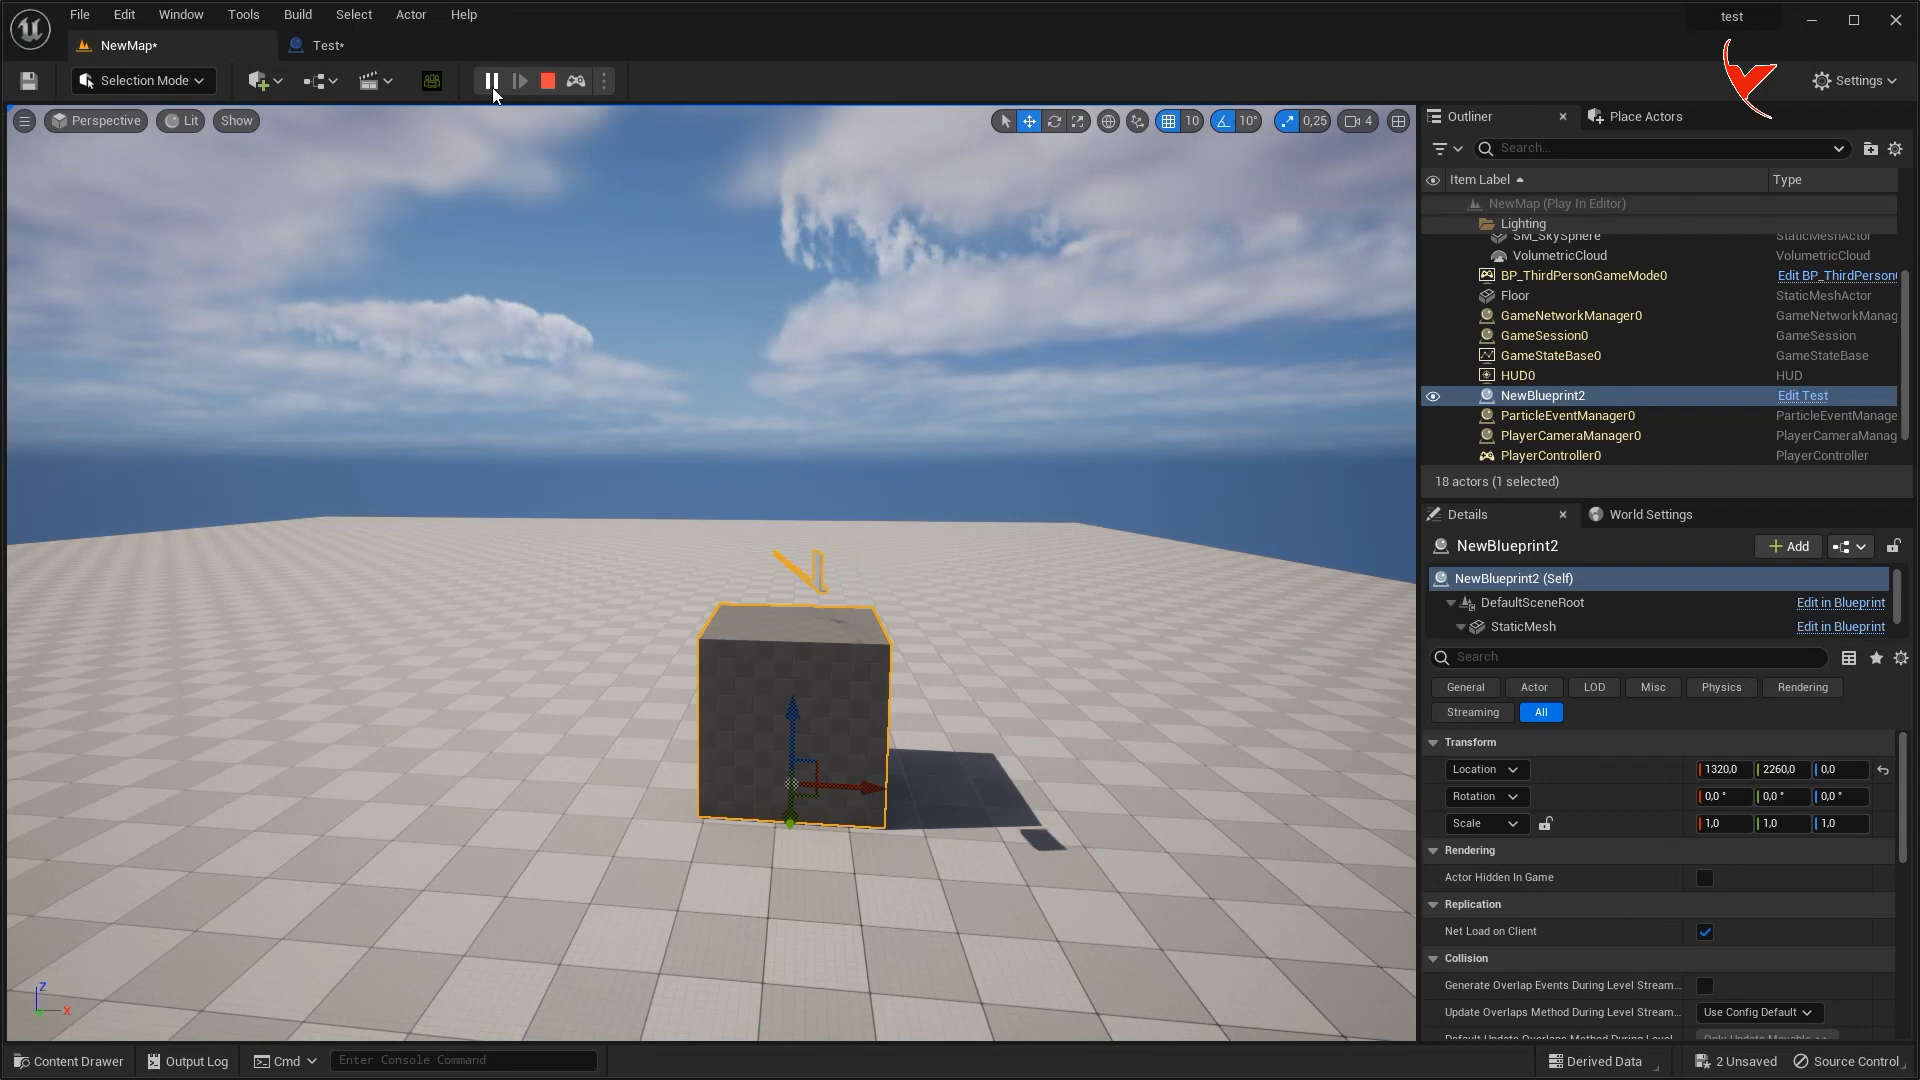 File Edit Window Tools Build Select Actor Help
test
NewMap* Test*
Selection Mode
Settings
Perspective Lit Show
10 10° 0,25 4
Outliner Place Actors
Search...
Item Label Type
NewMap (Play In Editor)
Lighting
SM_SkySphere StaticMeshActor
VolumetricCloud VolumetricCloud
BP_ThirdPersonGameMode0 Edit BP_ThirdPerson
Floor StaticMeshActor
GameNetworkManager0 GameNetworkManag
GameSession0 GameSession
GameStateBase0 GameStateBase
HUD0 HUD
NewBlueprint2 Edit Test
ParticleEventManager0 ParticleEventManage
PlayerCameraManager0 PlayerCameraManag
PlayerController0 PlayerController
18 actors (1 selected)
Details World Settings
NewBlueprint2 Add
NewBlueprint2 (Self)
DefaultSceneRoot Edit in Blueprint
StaticMesh Edit in Blueprint
Search
General Actor LOD Misc Physics Rendering
Streaming All
Transform
Location 1320,0 2260,0 0,0
Rotation 0,0 ° 0,0 ° 0,0 °
Scale 1,0 1,0 1,0
Rendering
Actor Hidden In Game
Replication
Net Load on Client
Collision
Generate Overlap Events During Level Stream...
Update Overlaps Method During Level Stream... Use Config Default
Default Update Overlaps Method During Level Only Update Movable
Z
X
Content Drawer Output Log Cmd Enter Console Command Derived Data 2 Unsaved Source Control